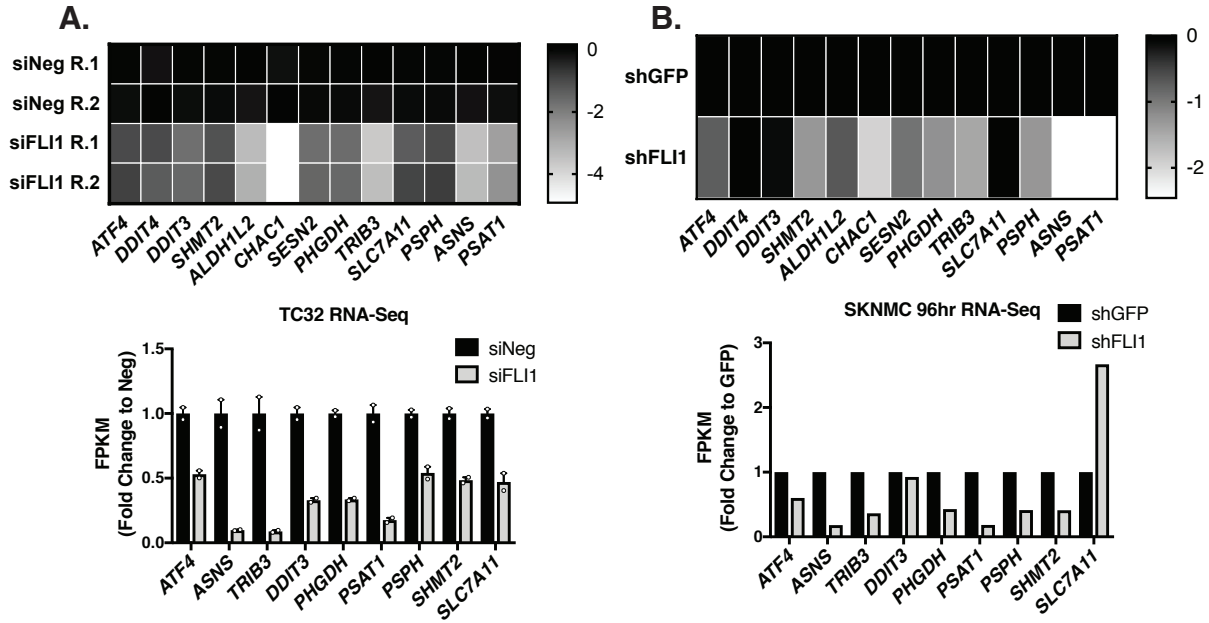 A.
siNeg R.1
siNeg R.2
siFLI1 R.1
siFLI1 R.2
0
-2
-4
ATF4
DDIT4
DDIT3
SHMT2
ALDH1L2
CHAC1
SESN2
PHGDH
TRIB3
SLC7A11
PSPH
ASNS
PSAT1
B.
shGFP
shFLI1
0
-1
-2
ATF4
DDIT4
DDIT3
SHMT2
ALDH1L2
CHAC1
SESN2
PHGDH
TRIB3
SLC7A11
PSPH
ASNS
PSAT1
TC32 RNA-Seq
siNeg
siFLI1
FPKM
(Fold Change to Neg)
1.5
1.0
0.5
0.0
ATF4
ASNS
TRIB3
DDIT3
PHGDH
PSAT1
PSPH
SHMT2
SLC7A11
SKNMC 96hr RNA-Seq
shGFP
shFLI1
FPKM
(Fold Change to GFP)
3
2
1
0
ATF4
ASNS
TRIB3
DDIT3
PHGDH
PSAT1
PSPH
SHMT2
SLC7A11